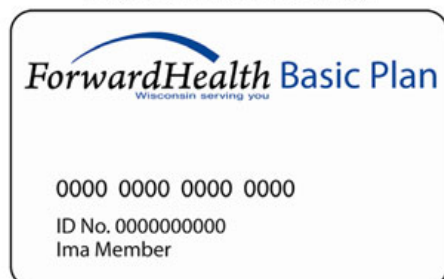 ForwardHealth Basic Plan
Wisconsin serving you
0000 0000 0000 0000
ID No. 0000000000
Ima Member